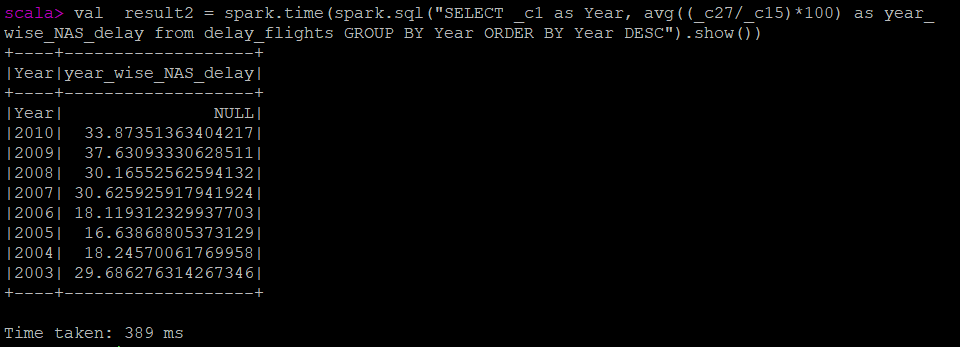 scala> val  result2 = spark.time(spark.sql("SELECT _c1 as Year, avg((_c27/_c15)*100) as year_
wise_NAS_delay from delay_flights GROUP BY Year ORDER BY Year DESC").show())
+----+-------------------+
|Year|year_wise_NAS_delay|
+----+-------------------+
|Year|               NULL|
|2010|  33.87351363404217|
|2009|  37.63093330628511|
|2008|  30.16552562594132|
|2007| 30.625925917941924|
|2006| 18.119312329937703|
|2005|  16.63868805373129|
|2004|  18.24570061769958|
|2003| 29.686276314267346|
+----+-------------------+
Time taken: 389 ms